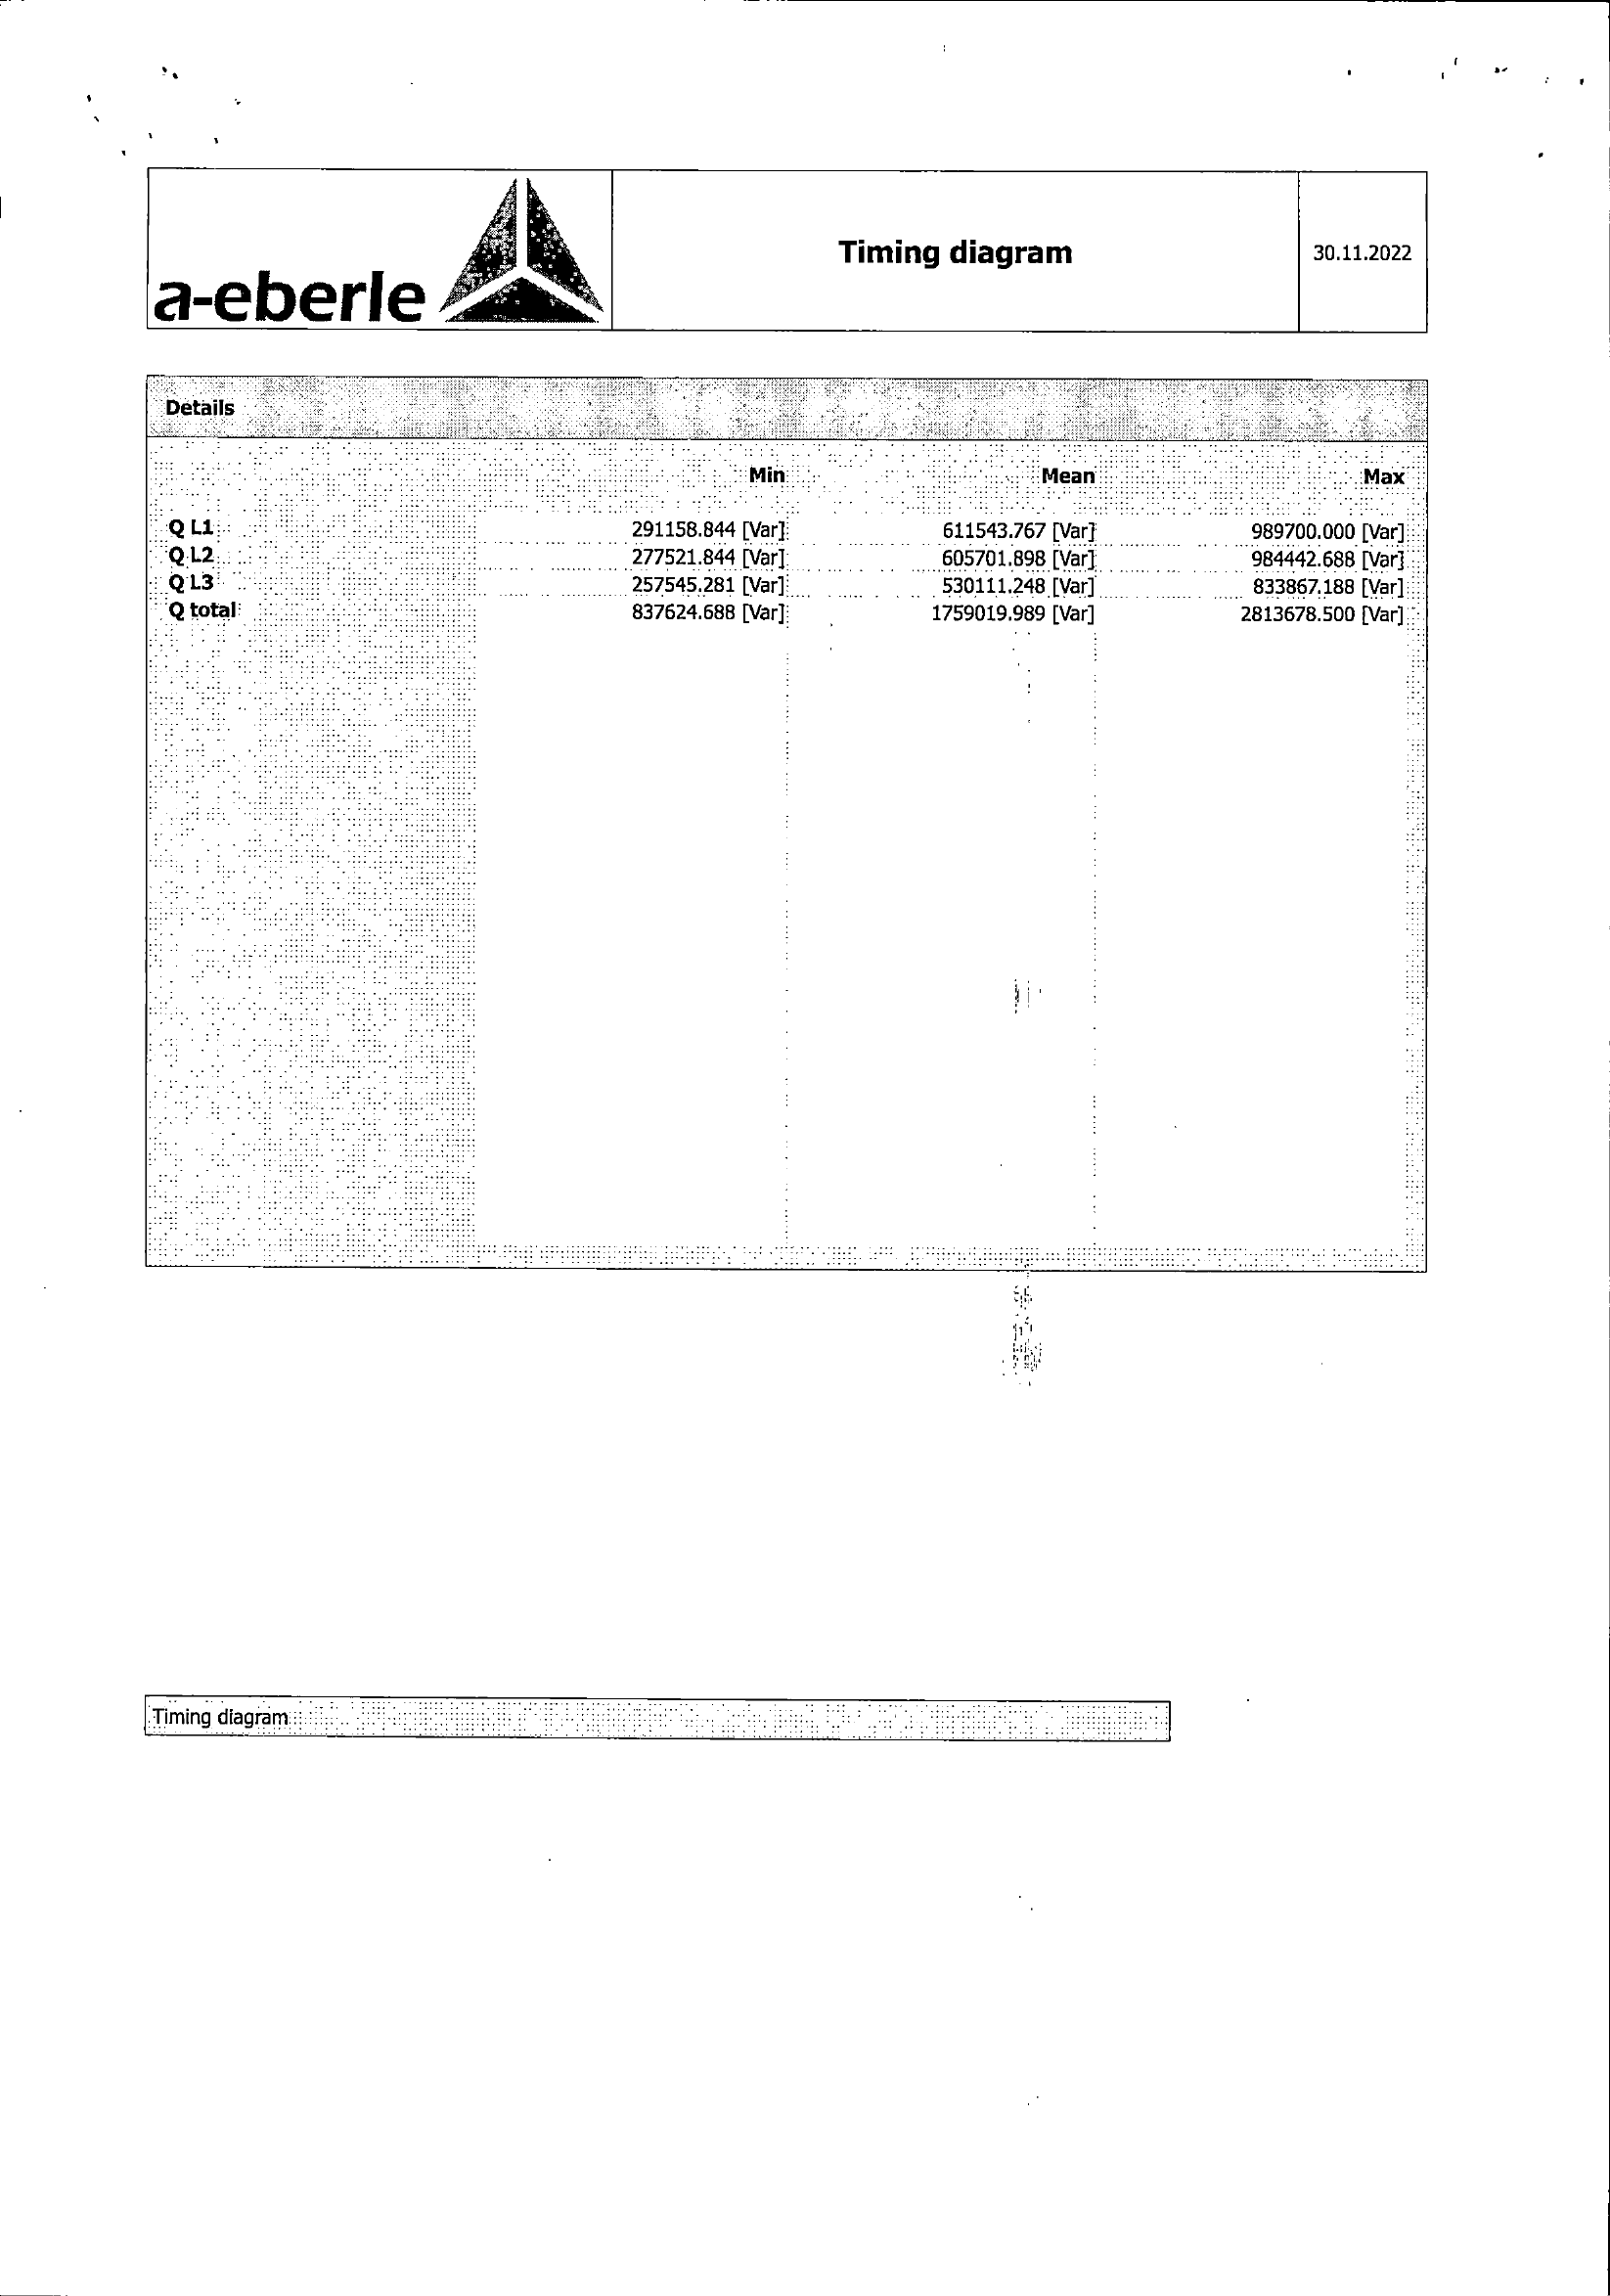 a-eberle
Timing diagram
30.11.2022
Details
Min Mean Max
Q L1 291158.844 [Var] 611543.767 [Var] 989700.000 [Var]
Q L2 277521.844 [Var] 605701.898 [Var] 984442.688 [Var]
Q L3 257545.281 [Var] 530111.248 [Var] 833867.188 [Var]
Q total 837624.688 [Var] 1759019.989 [Var] 2813678.500 [Var]
Timing diagram